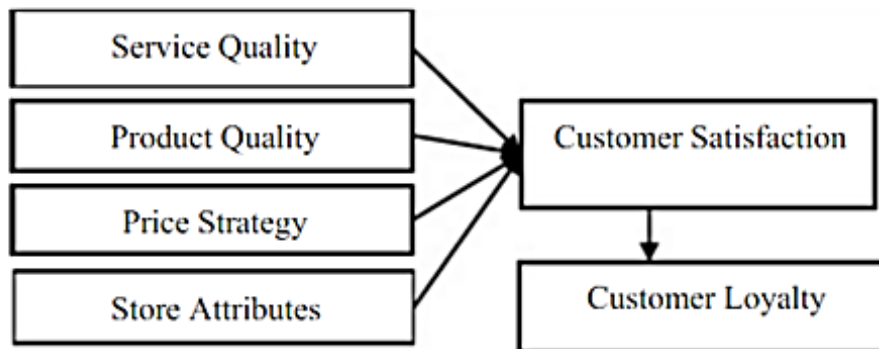 Service Quality
Product Quality
Price Strategy
Store Attributes
Customer Satisfaction
Customer Loyalty